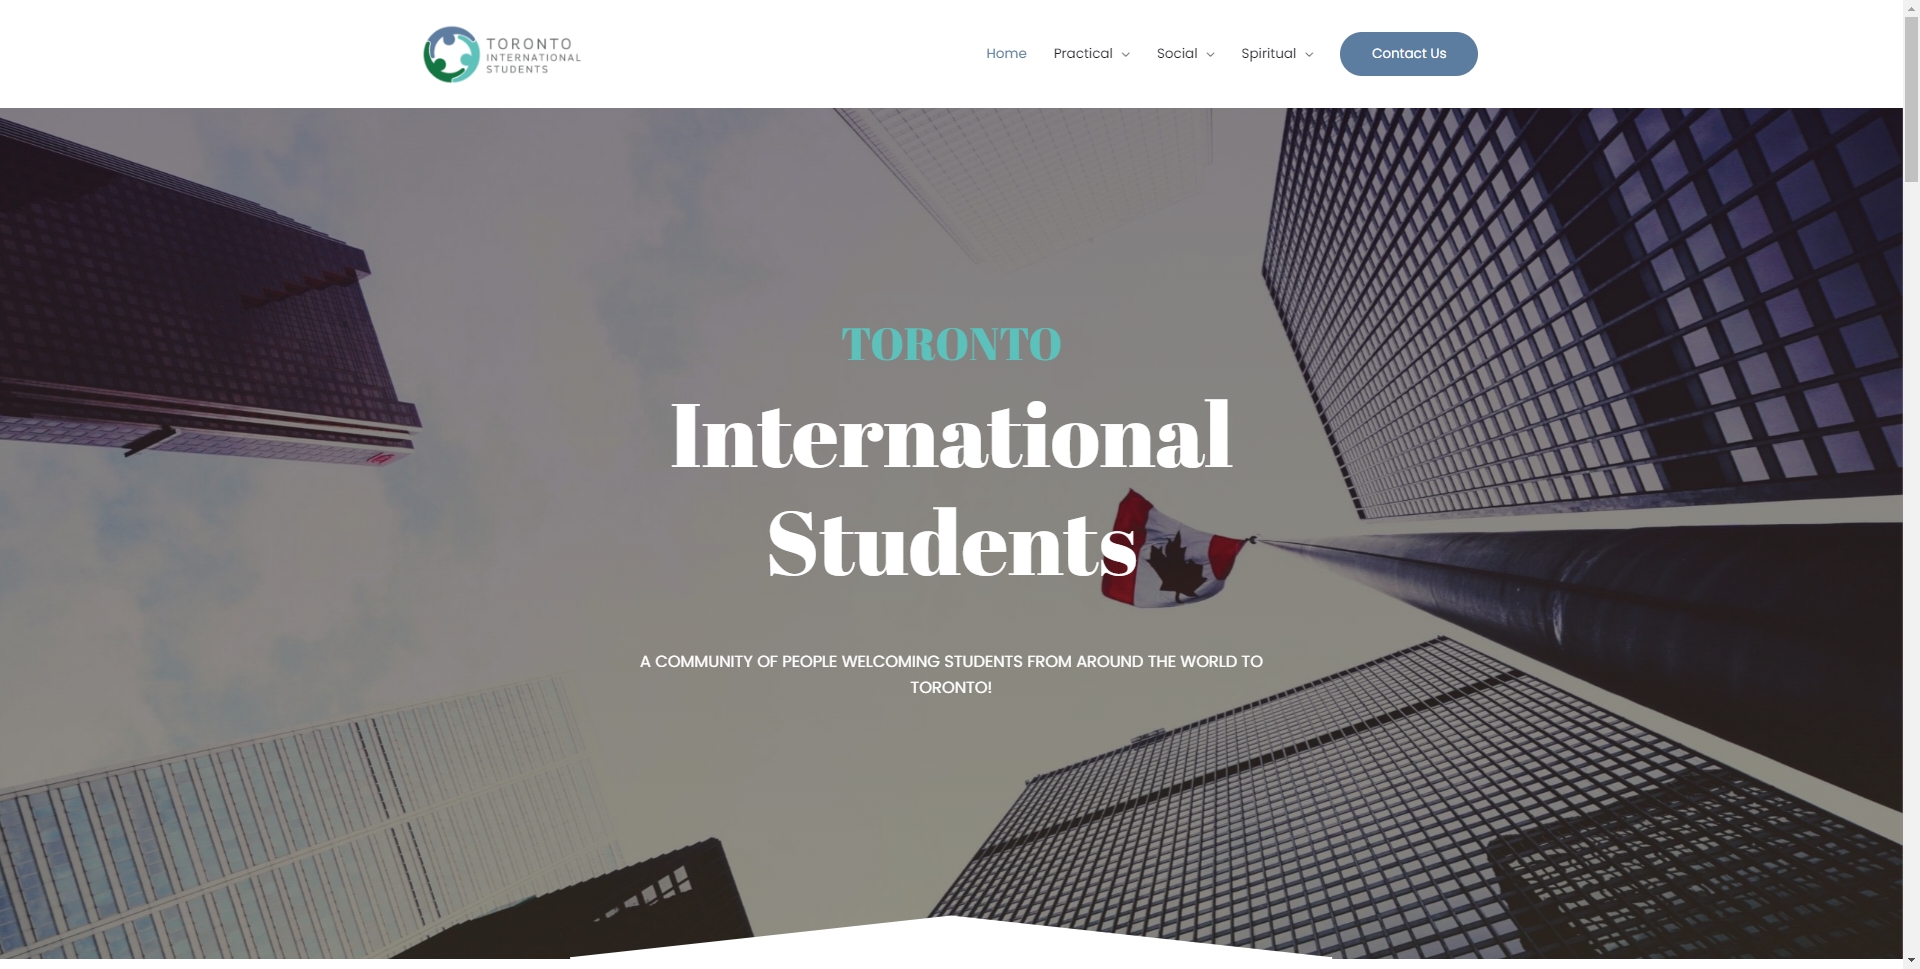 TORONTO
INTERNATIONAL
STUDENTS
Home Practical Social Spiritual Contact Us
TORONTO
International
Students
A COMMUNITY OF PEOPLE WELCOMING STUDENTS FROM AROUND THE WORLD TO
TORONTO!